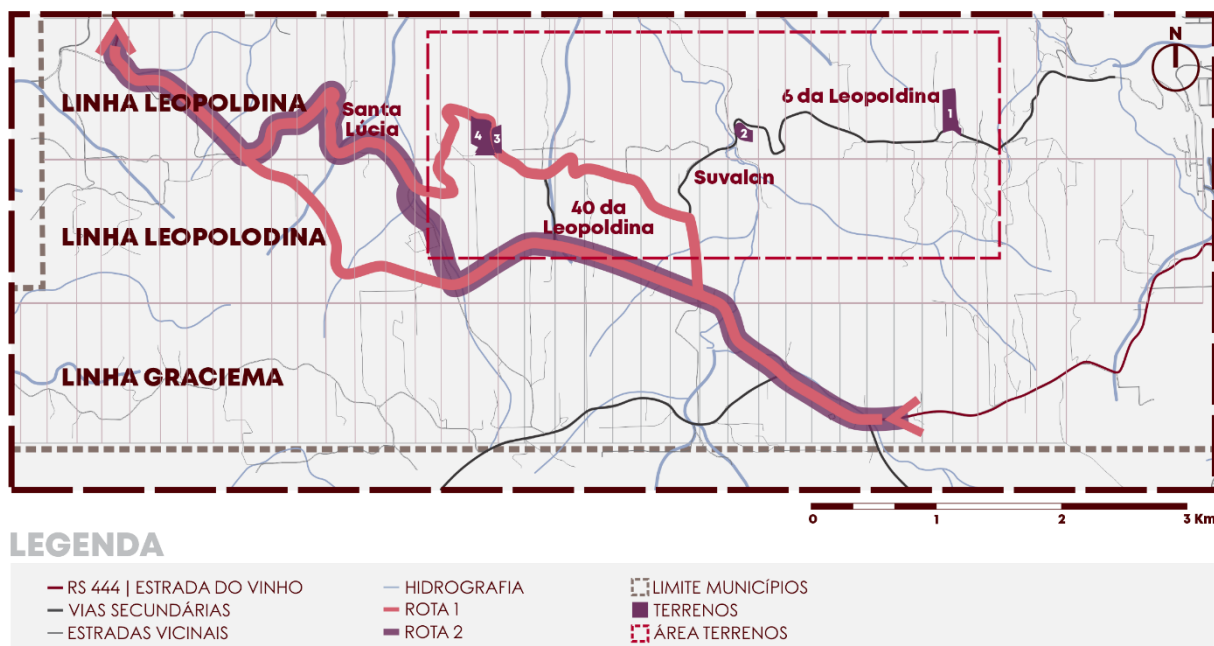 N
LINHA LEOPOLDINA
Santa
Lúcia
6 da Leopoldina
1
2
4
3
Suvalan
40 da
Leopoldina
LINHA LEOPOLODINA
LINHA GRACIEMA
0 1 2 3 Km
LEGENDA
RS 444 | ESTRADA DO VINHO
VIAS SECUNDÁRIAS
ESTRADAS VICINAIS
HIDROGRAFIA
ROTA 1
ROTA 2
LIMITE MUNICÍPIOS
TERRENOS
ÁREA TERRENOS